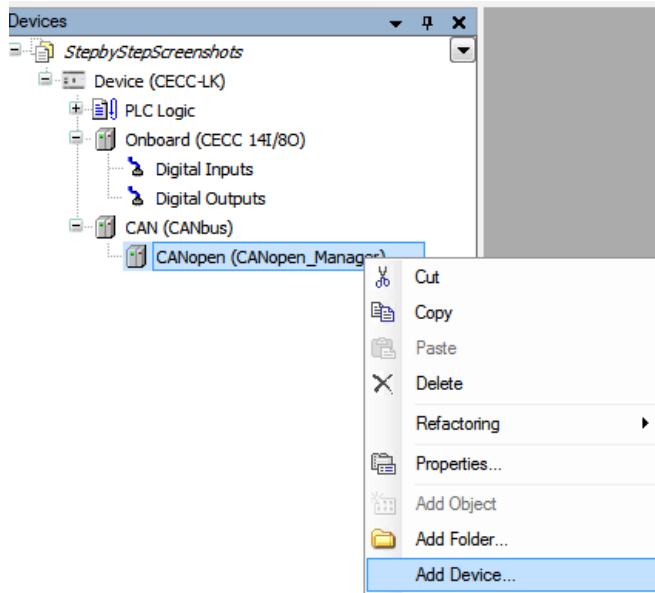 Devices
StepbyStepScreenshots
Device (CECC-LK)
PLC Logic
Onboard (CECC 14I/8O)
Digital Inputs
Digital Outputs
CAN (CANbus)
CANopen (CANopen_Manager)
Cut
Copy
Paste
Delete
Refactoring
Properties...
Add Object
Add Folder...
Add Device...